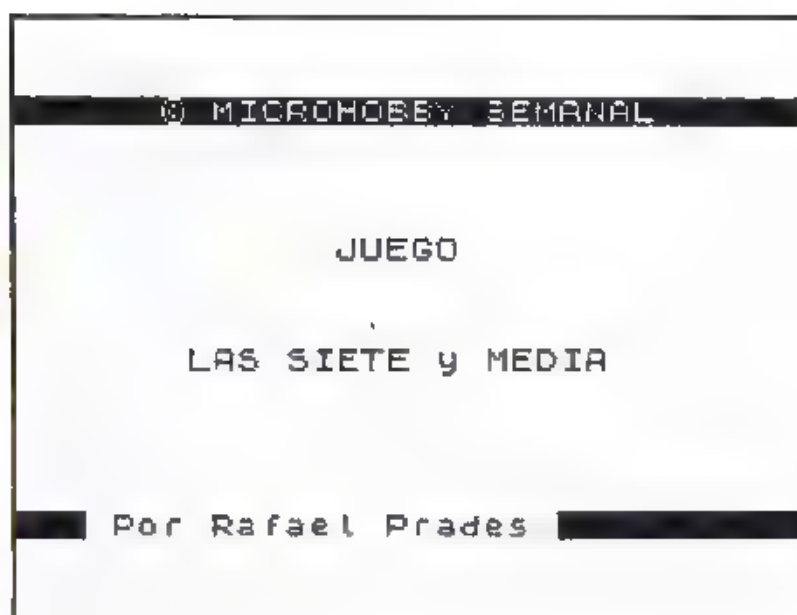 © MICROHOBBY SEMANAL
JUEGO
LAS SIETE y MEDIA
Por Rafael Prades